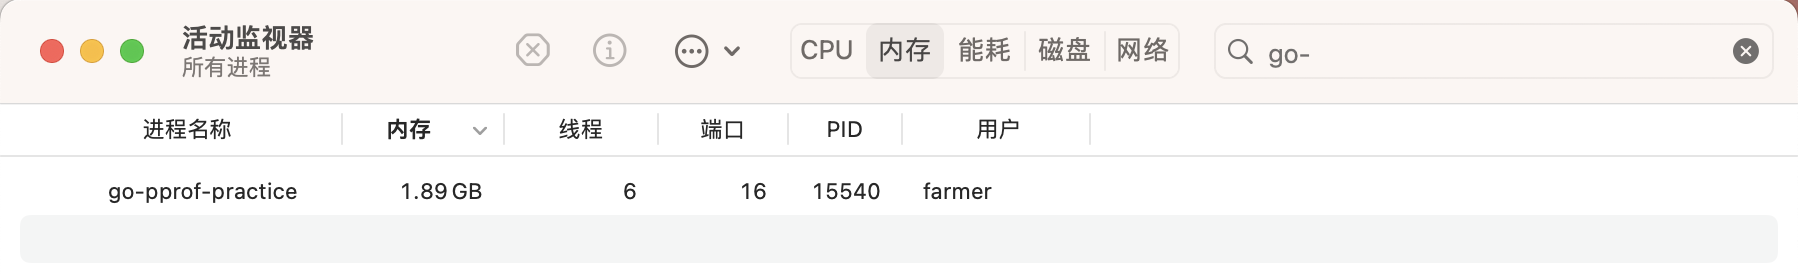 活动监视器
所有进程
CPU 内存 能耗 磁盘 网络
go-
进程名称 内存 线程 端口 PID 用户
go-pprof-practice 1.89 GB 6 16 15540 farmer